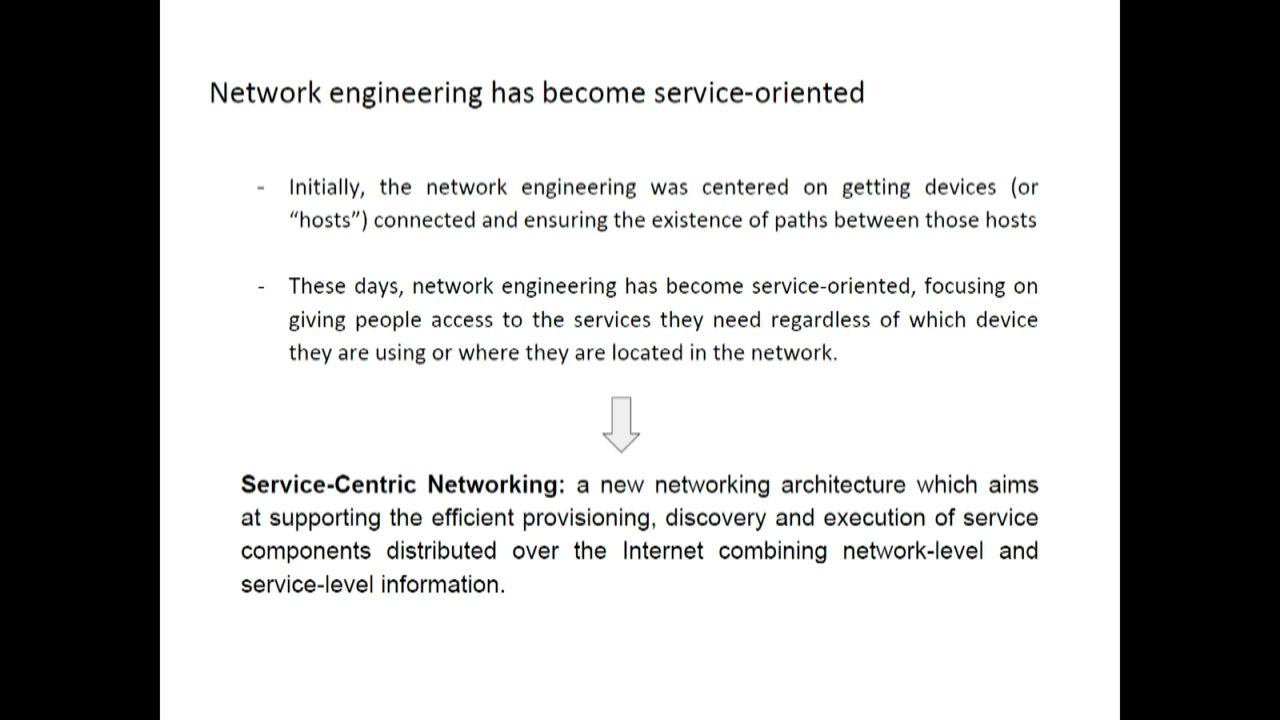 Network engineering has become service-oriented
- Initially, the network engineering was centered on getting devices (or
“hosts”) connected and ensuring the existence of paths between those hosts
- These days, network engineering has become service-oriented, focusing on
giving people access to the services they need regardless of which device
they are using or where they are located in the network.
Service-Centric Networking: a new networking architecture which aims
at supporting the efficient provisioning, discovery and execution of service
components distributed over the Internet combining network-level and
service-level information.